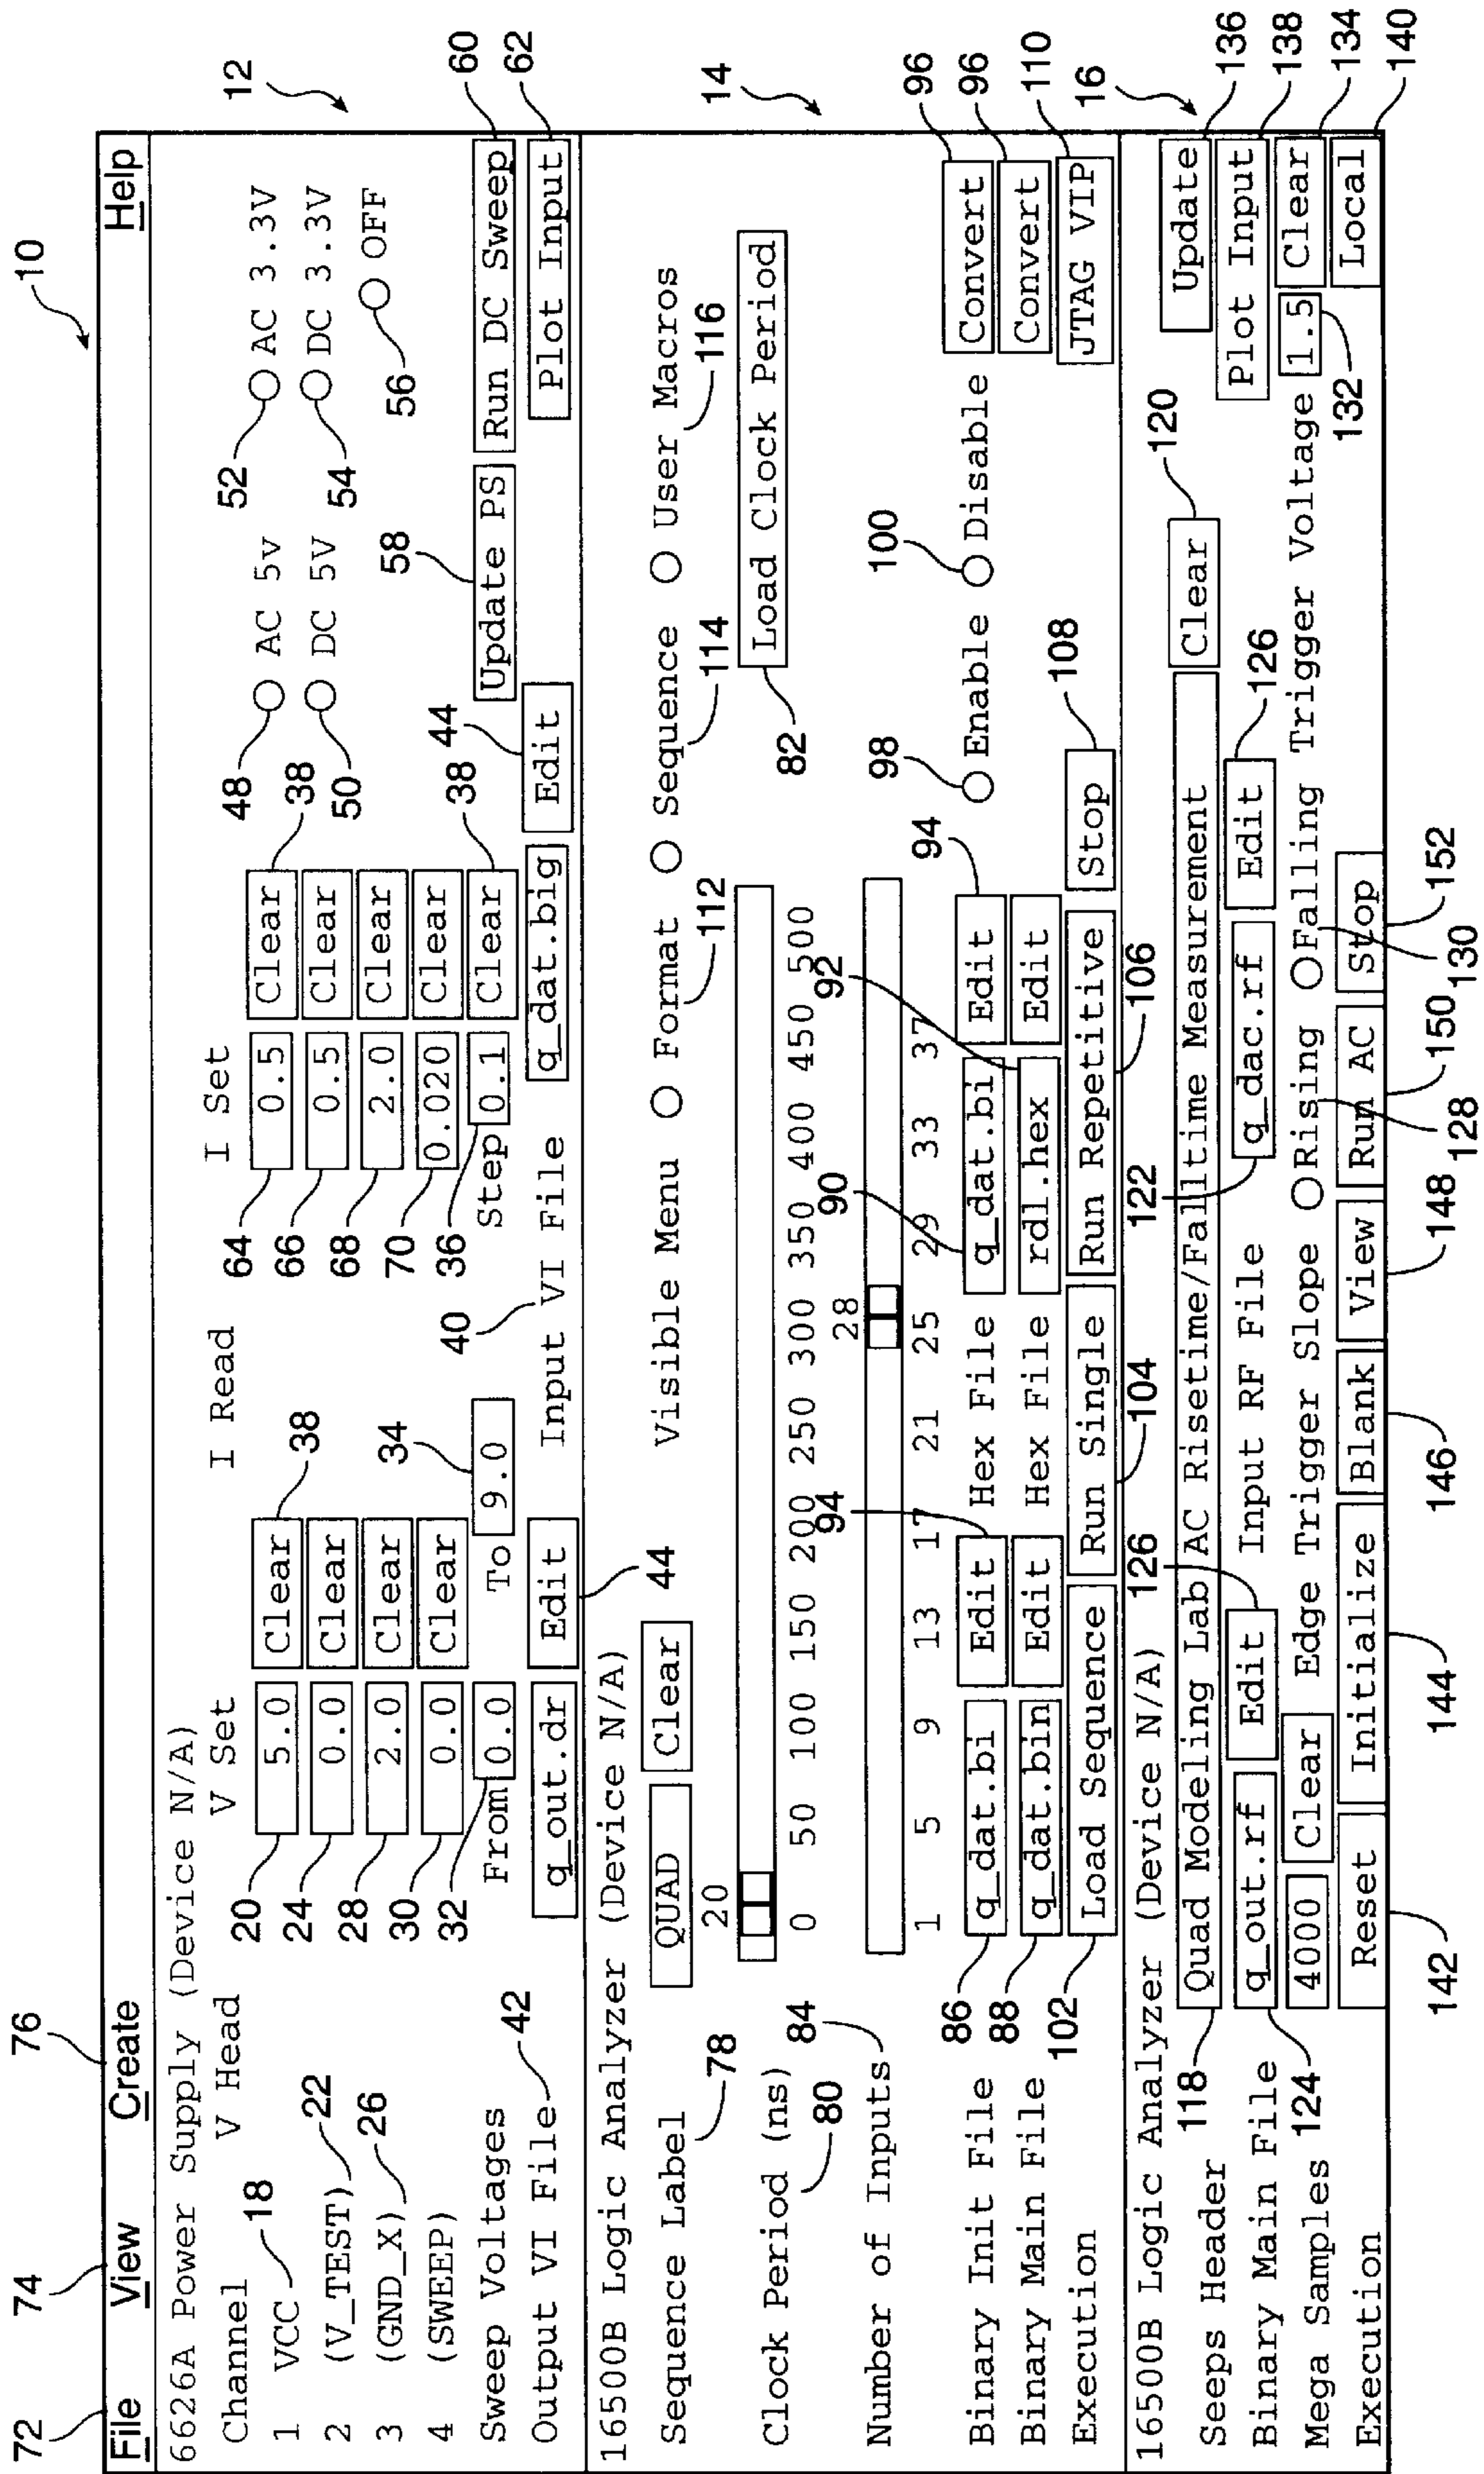 10
72 74 76
File View Create Help
12
6626A Power Supply (Device N/A)
Channel V Head V Set I Read I Set
1 VCC 18 20 5.0 Clear 38 64 0.5 Clear 38 48 AC 5v 52 AC 3.3V
2 (V_TEST) 22 24 0.0 Clear 66 0.5 Clear 50 DC 5V 54 DC 3.3V
3 (GND_X) 26 28 2.0 Clear 68 2.0 Clear 56 OFF
4 (SWEEP) 30 0.0 Clear 70 0.020 Clear 38
Sweep Voltages 32 From 0.0 To 9.0 34 36 Step 0.1 Clear 44 58 Update PS Run DC Sweep 60
Output VI File 42 q_out.dr Edit 44 Input VI File 40 q_dat.big Edit Plot Input 62
14
16500B Logic Analyzer (Device N/A)
Sequence Label 78 QUAD Clear Visible Menu Format 112 Sequence 114 User Macros 116
20
Clock Period (ns) 80 82 Load Clock Period
0 50 100 150 200 250 300 350 400 450 500
28
Number of Inputs 84
1 5 9 13 17 21 25 29 33 37
94 90 92 94 98 100
Binary Init File 86 q_dat.bi Edit Hex File q_dat.bi Edit Enable Disable Convert 96
Binary Main File 88 q_dat.bin Edit Hex File rdl.hex Edit Convert 96
Execution 102 Load Sequence Run Single 104 Run Repetitive 106 Stop 108 JTAG VIP 110
16
16500B Logic Analyzer (Device N/A)
Seeps Header 118 Quad Modeling Lab AC Risetime/Falltime Measurement Clear 120 Update 136
Binary Main File 124 q_out.rf Edit 126 Input RF File 122 q_dac.rf Edit 126 Plot Input 138
Mega Samples 4000 Clear Edge Trigger Slope Rising 128 Falling 130 Trigger Voltage 1.5 132 Clear 134
Execution Reset Initialize Blank View Run AC Stop Local 140
142 144 146 148 150 152